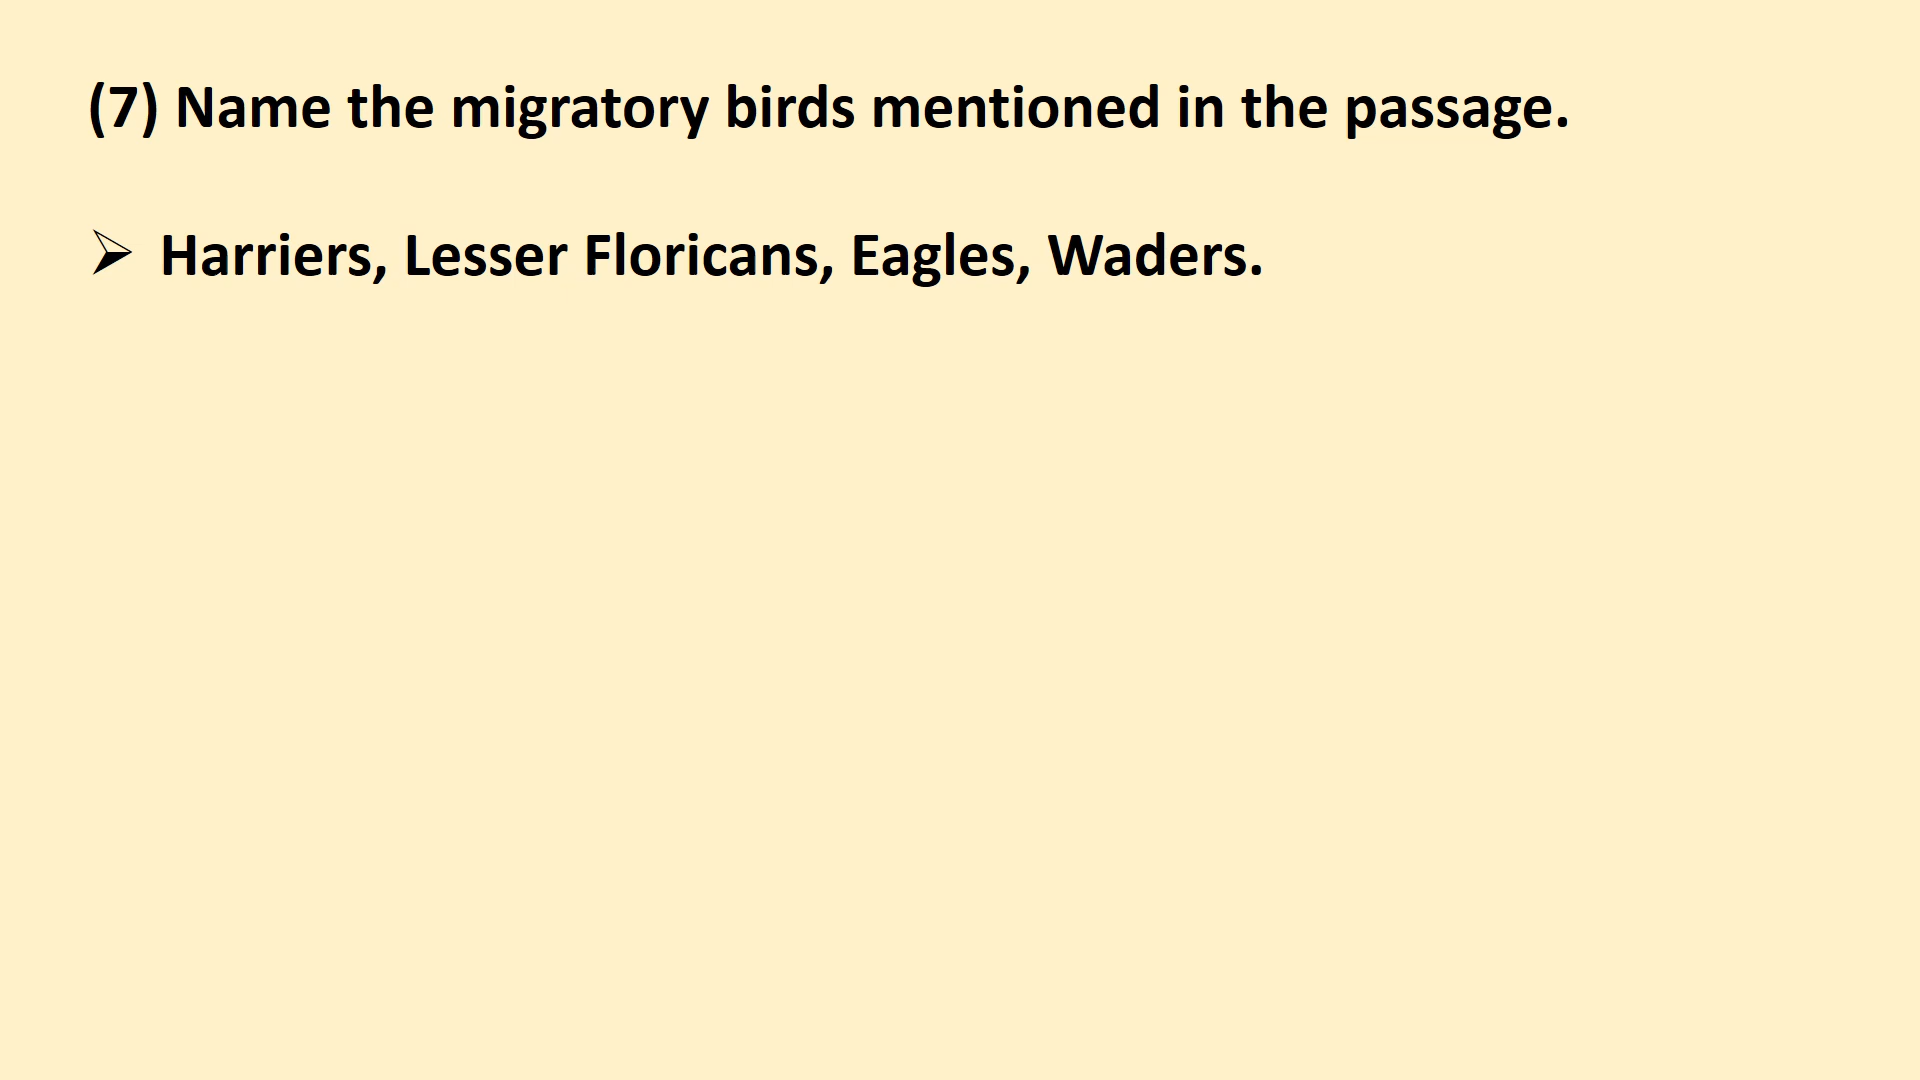 (7) Name the migratory birds mentioned in the passage.
➢ Harriers, Lesser Floricans, Eagles, Waders.